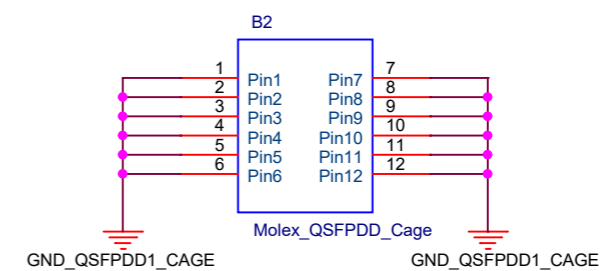 B2
1 Pin1 Pin7 7
2 Pin2 Pin8 8
3 Pin3 Pin9 9
4 Pin4 Pin10 10
5 Pin5 Pin11 11
6 Pin6 Pin12 12
Molex_QSFPDD_Cage
GND_QSFPDD1_CAGE GND_QSFPDD1_CAGE